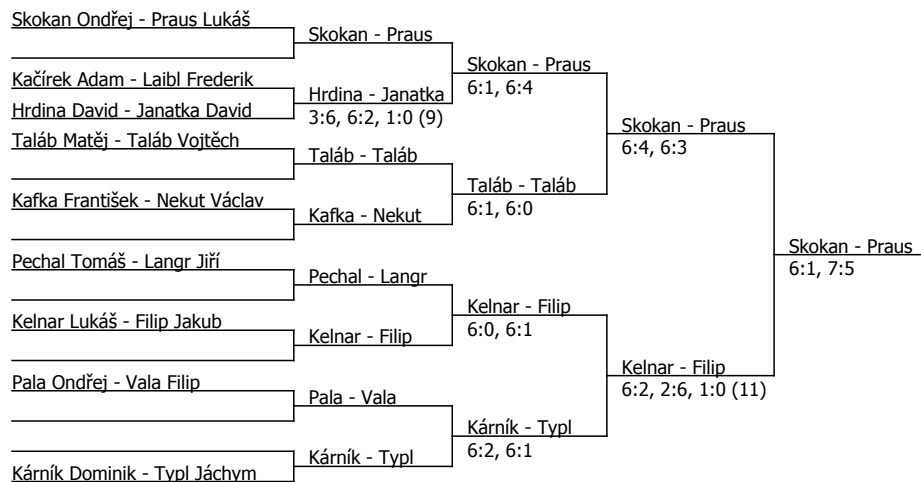 Skokan Ondřej - Praus Lukáš
Kačírek Adam - Laibl Frederik
Hrdina David - Janatka David
Taláb Matěj - Taláb Vojtěch
Kafka František - Nekut Václav
Pechal Tomáš - Langr Jiří
Kelnar Lukáš - Filip Jakub
Pala Ondřej - Vala Filip
Kárník Dominik - Typl Jáchym
Skokan - Praus
Hrdina - Janatka
3:6, 6:2, 1:0 (9)
Taláb - Taláb
Kafka - Nekut
Pechal - Langr
Kelnar - Filip
Pala - Vala
Kárník - Typl
Skokan - Praus
6:1, 6:4
Taláb - Taláb
6:1, 6:0
Kelnar - Filip
6:0, 6:1
Kárník - Typl
6:2, 6:1
Skokan - Praus
6:4, 6:3
Kelnar - Filip
6:2, 2:6, 1:0 (11)
Skokan - Praus
6:1, 7:5